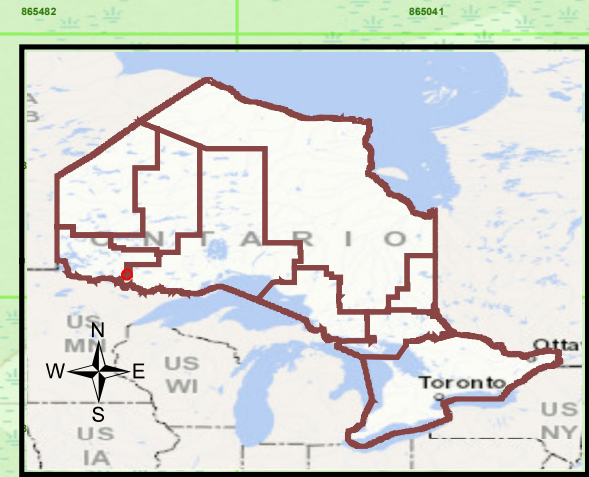 865482 865041
A
B
ONTARIO
US
MN
N
W E
S
US
WI
Otta
Toronto
US
NY
US
IA